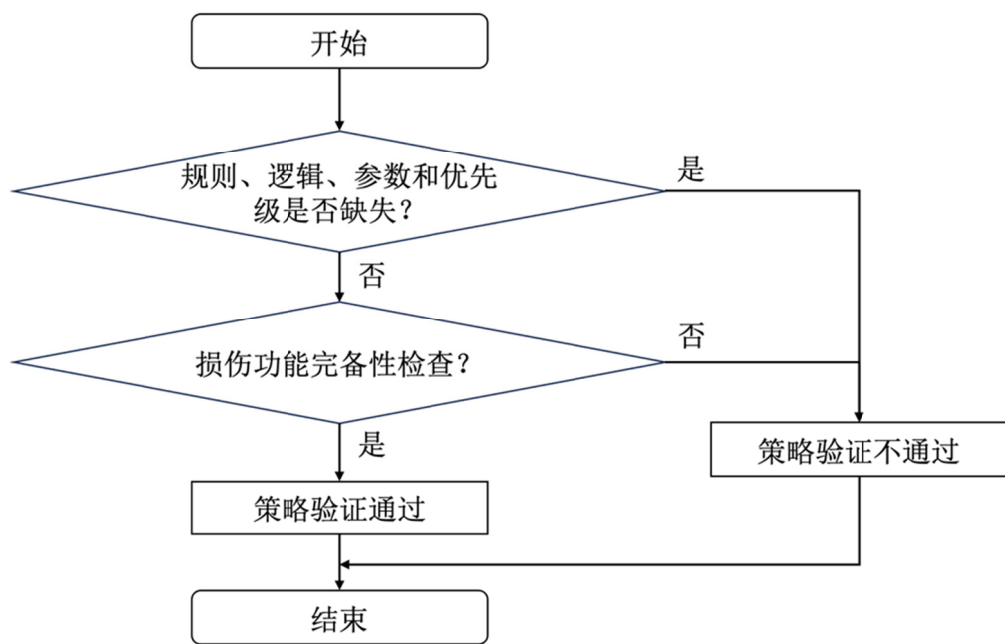 开始
规则、逻辑、参数和优先
级是否缺失？
是
否
损伤功能完备性检查？
否
是
策略验证不通过
策略验证通过
结束